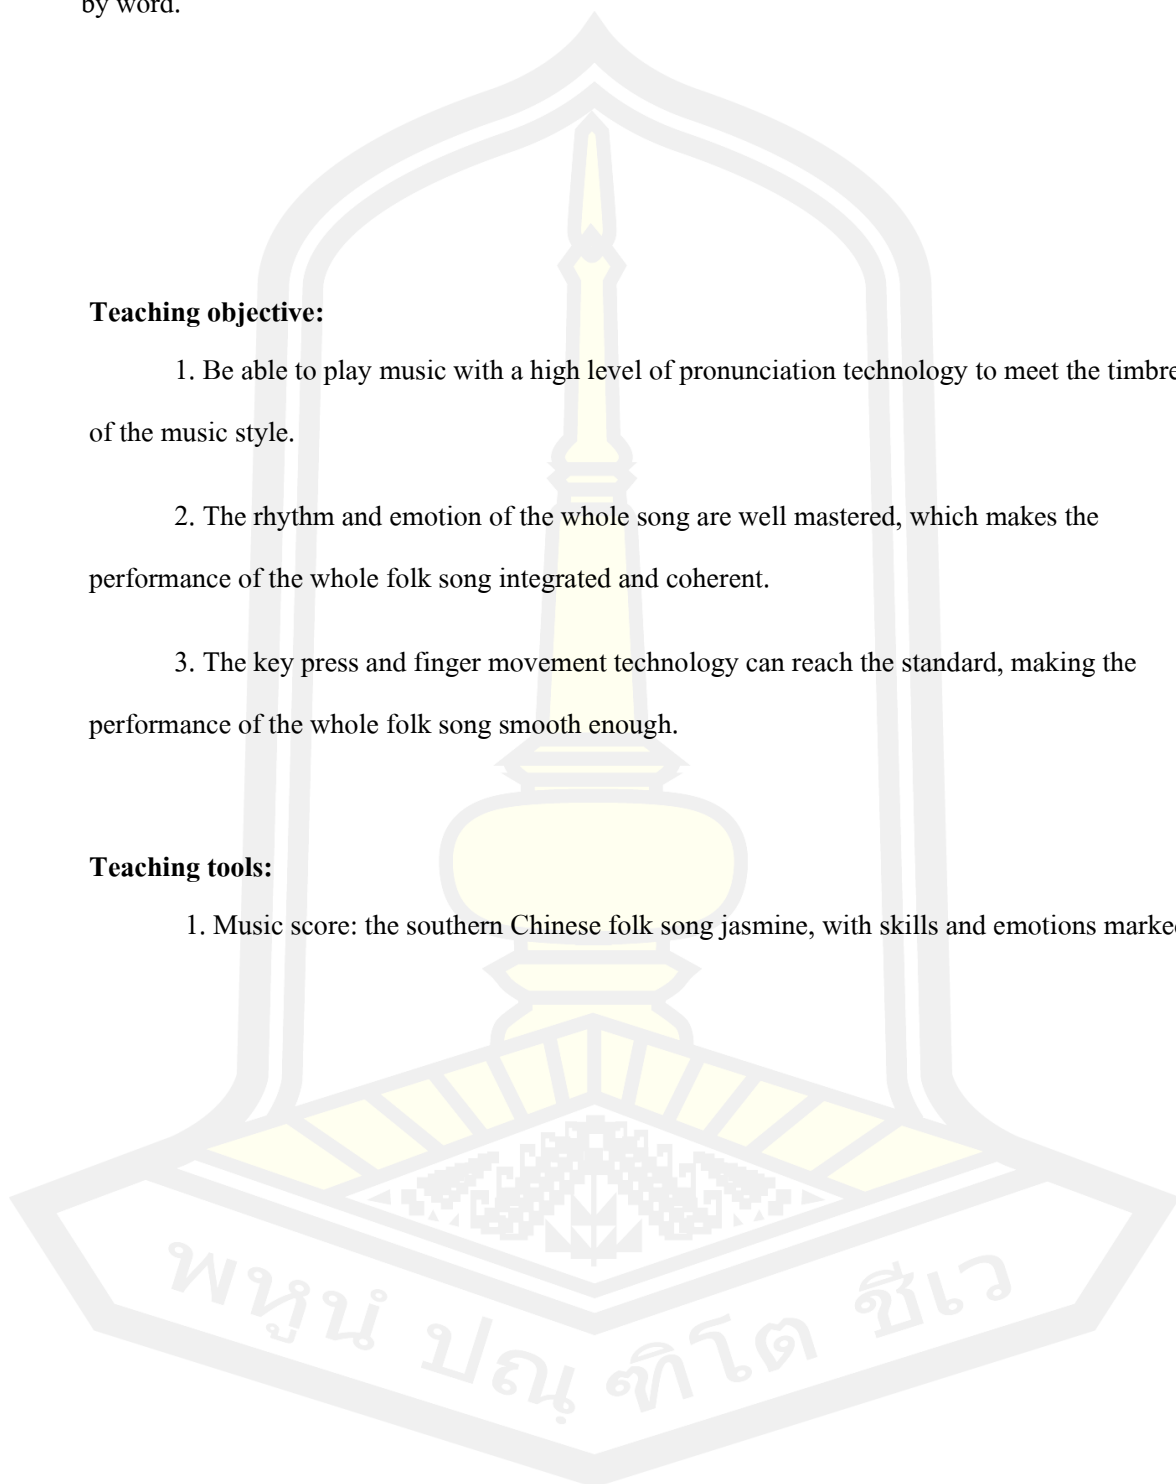 by word.
Teaching objective:
1. Be able to play music with a high level of pronunciation technology to meet the timbre
of the music style.
2. The rhythm and emotion of the whole song are well mastered, which makes the
performance of the whole folk song integrated and coherent.
3. The key press and finger movement technology can reach the standard, making the
performance of the whole folk song smooth enough.
Teaching tools:
1. Music score: the southern Chinese folk song jasmine, with skills and emotions marke
พหูนํ ปณฺฑิโต ชีเว